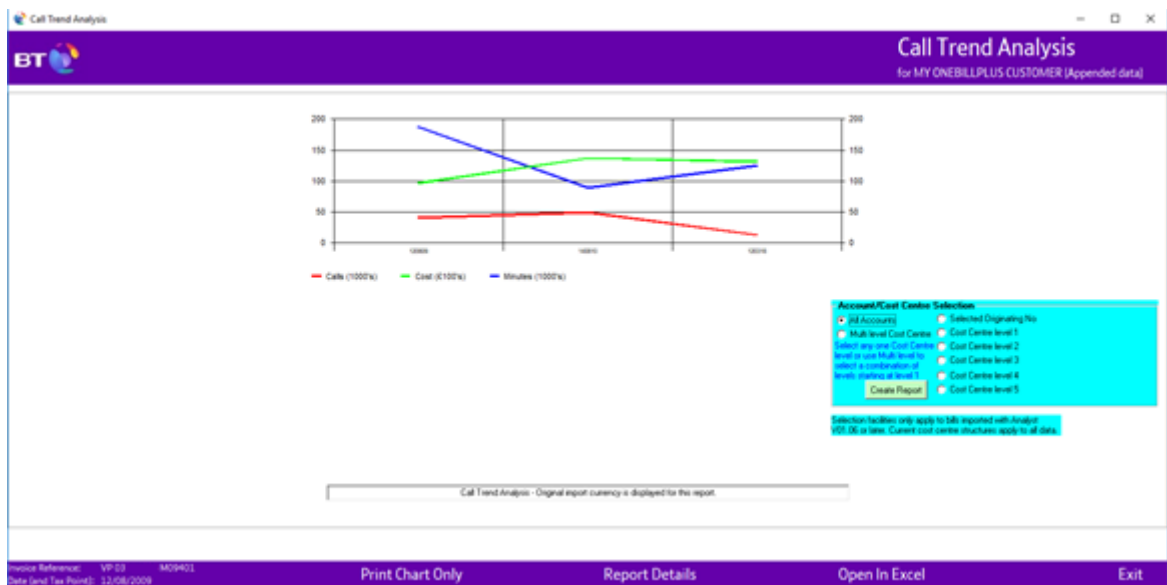 Call Trend Analysis
BT
Call Trend Analysis
for MY ONEBILLPLUS CUSTOMER (Appended data)
200 200
150 150
100 100
50 50
0 0
Calls (1000's) Cost (€100's) Minutes (1000's)
Account/Cost Centre Selection
All Accounts Selected Originating No
Multi level Cost Centre Cost Centre level 1
Select any one Cost Centre Cost Centre level 2
level or use Multi level to
select a combination of Cost Centre level 3
levels starting at level 1 Cost Centre level 4
Create Report Cost Centre level 5
Selection facilities only apply to bills imported with Analyst
V01.06 or later. Current cost centre structures apply to all data.
Call Trend Analysis - Original import currency is displayed for this report.
Invoice Reference: VP 03 M09401
Date (and Tax Point): 12/08/2009
Print Chart Only Report Details Open In Excel Exit